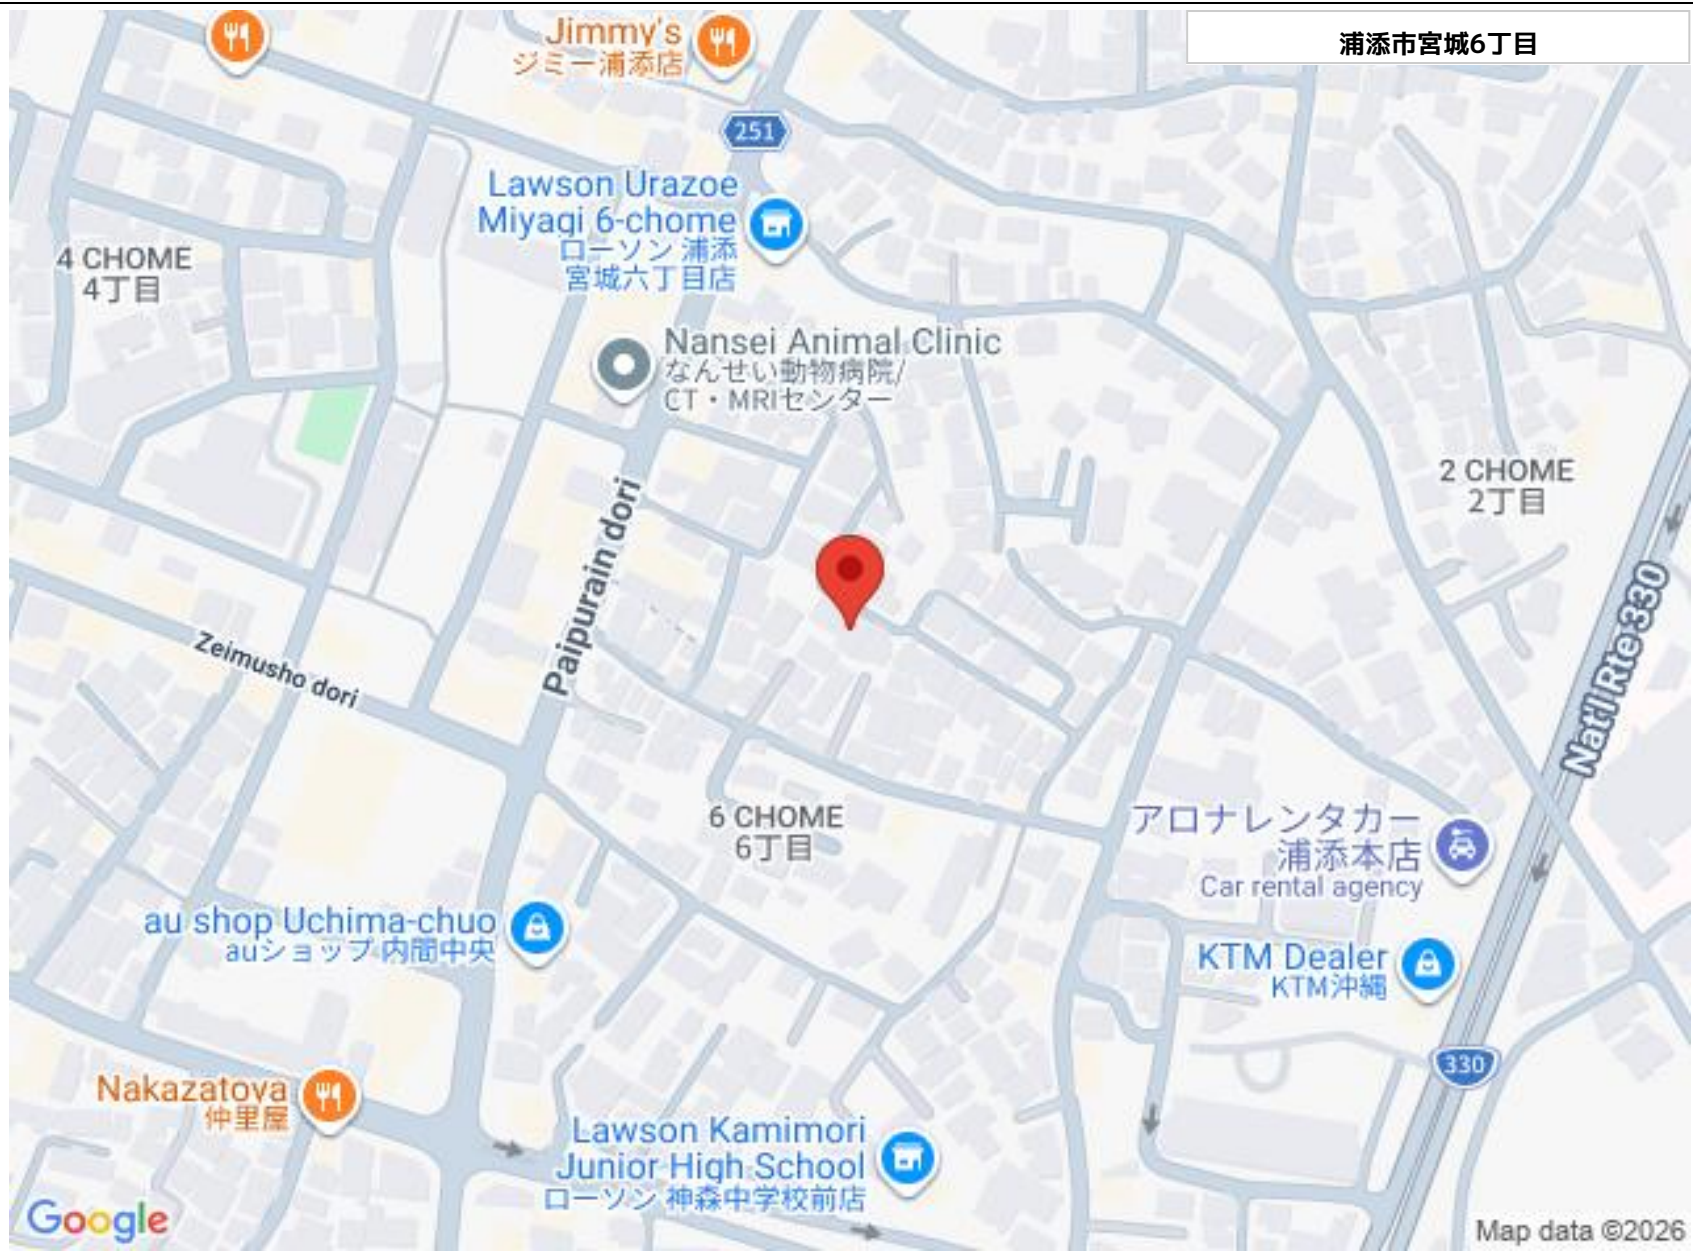 浦添市宮城6丁目
Jimmy's
ジミー浦添店
251
Lawson Urazoe
Miyagi 6-chome
ローソン 浦添
宮城六丁目店
4 CHOME
4丁目
Nansei Animal Clinic
なんせい動物病院/
CT・MRIセンター
2 CHOME
2丁目
Paipurain dori
Nat'l Rte 330
Zeimusho dori
6 CHOME
6丁目
アロナレンタカー
浦添本店
Car rental agency
au shop Uchima-chuo
auショップ 内間中央
KTM Dealer
KTM沖縄
330
Nakazatoya
仲里屋
Lawson Kamimori
Junior High School
ローソン 神森中学校前店
Google
Map data ©2026